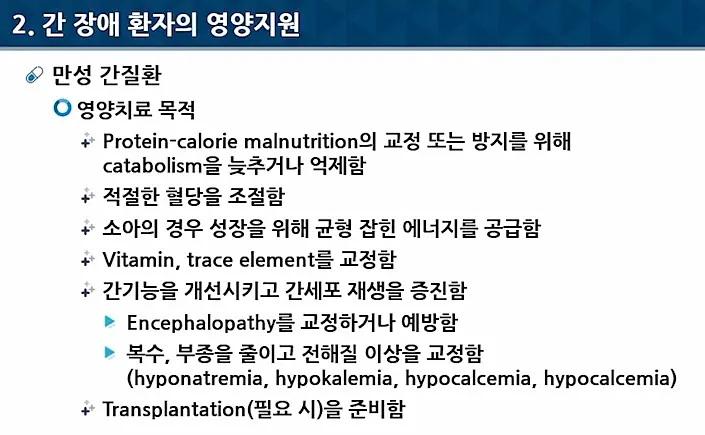 2. 간 장애 환자의 영양지원
만성 간질환
영양치료 목적
Protein-calorie malnutrition의 교정 또는 방지를 위해
catabolism을 늦추거나 억제함
적절한 혈당을 조절함
소아의 경우 성장을 위해 균형 잡힌 에너지를 공급함
Vitamin, trace element를 교정함
간기능을 개선시키고 간세포 재생을 증진함
Encephalopathy를 교정하거나 예방함
복수, 부종을 줄이고 전해질 이상을 교정함
(hyponatremia, hypokalemia, hypocalcemia, hypocalcemia)
Transplantation(필요 시)을 준비함